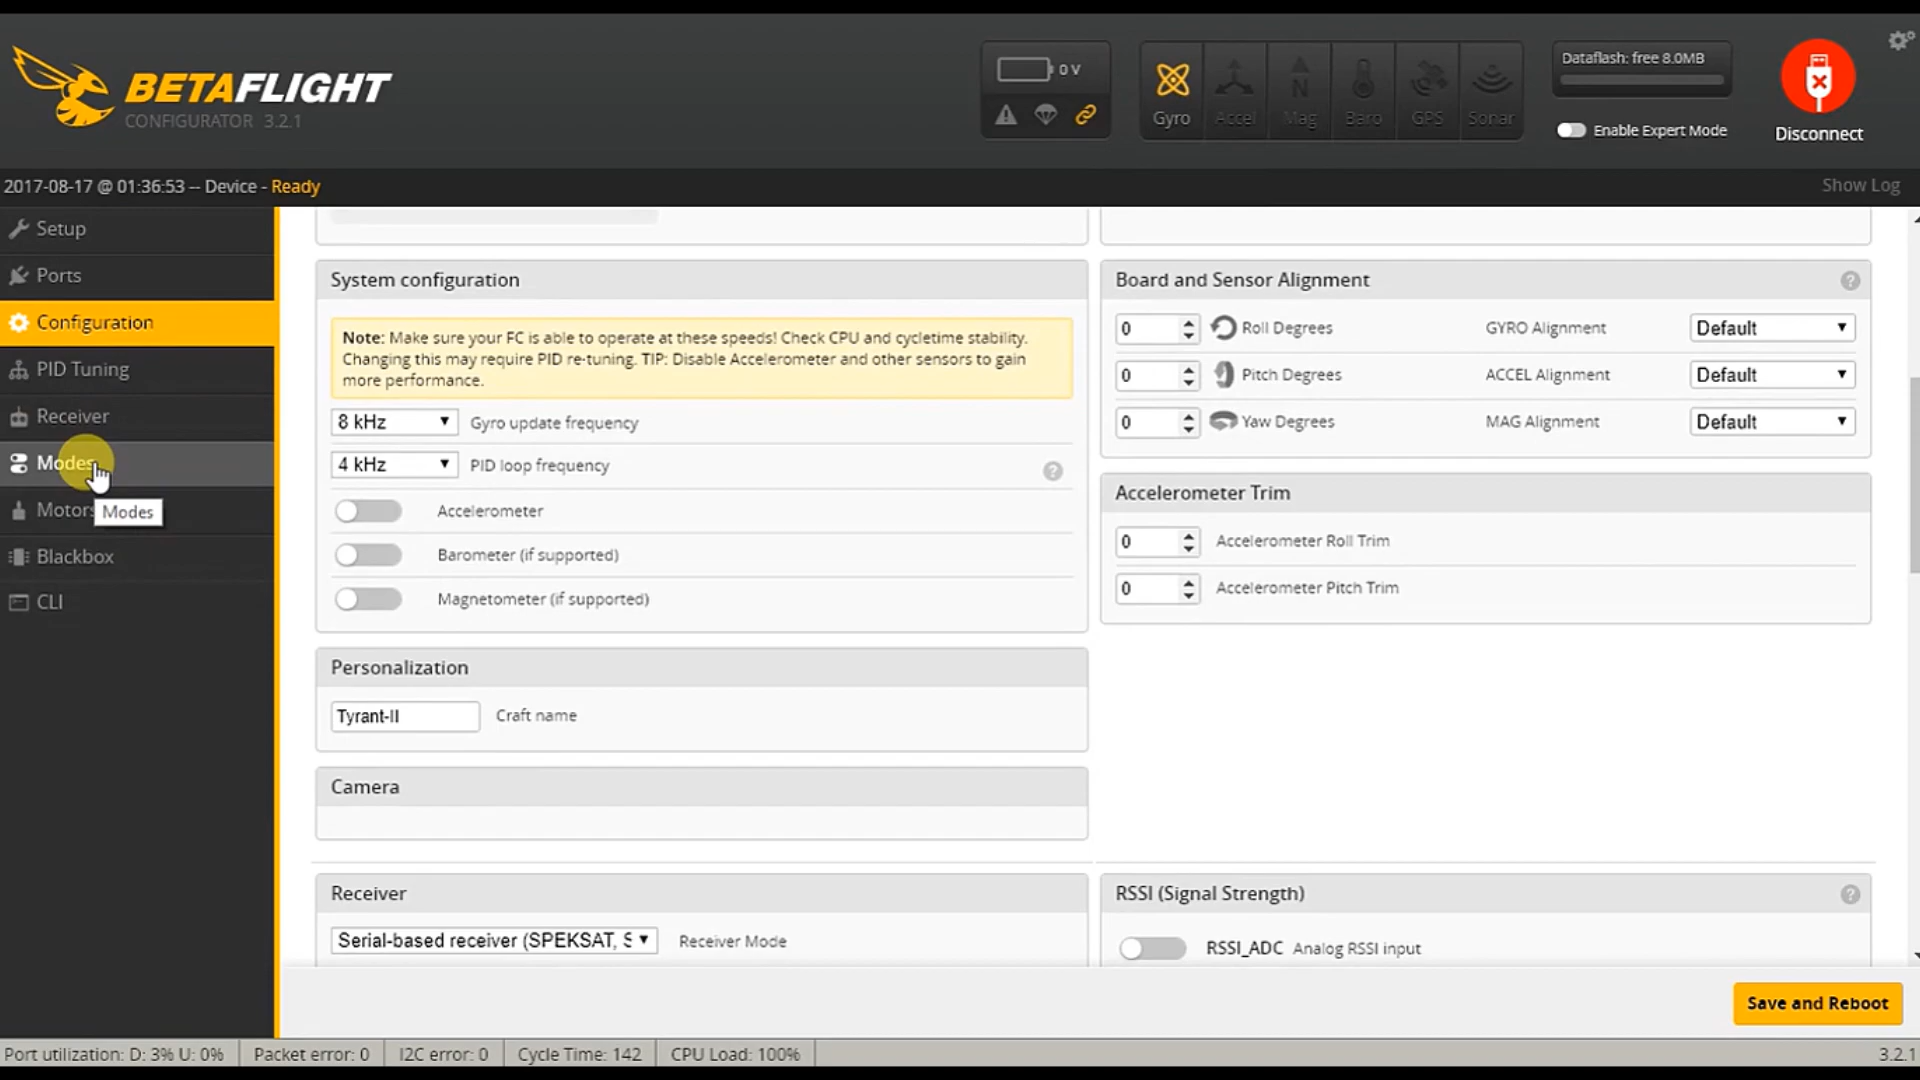 BETAFLIGHT
CONFIGURATOR 3.2.1
0 V
Gyro
Accel
Mag
Baro
GPS
Sonar
Dataflash: free 8.0MB
Enable Expert Mode
Disconnect
2017-08-17 @ 01:36:53 -- Device - Ready
Show Log
Setup
Ports
Configuration
PID Tuning
Receiver
Modes
Motors
Modes
Blackbox
CLI
System configuration
Note: Make sure your FC is able to operate at these speeds! Check CPU and cycletime stability.
Changing this may require PID re-tuning. TIP: Disable Accelerometer and other sensors to gain
more performance.
8 kHz Gyro update frequency
4 kHz PID loop frequency
Accelerometer
Barometer (if supported)
Magnetometer (if supported)
Board and Sensor Alignment
0 Roll Degrees GYRO Alignment Default
0 Pitch Degrees ACCEL Alignment Default
0 Yaw Degrees MAG Alignment Default
Accelerometer Trim
0 Accelerometer Roll Trim
0 Accelerometer Pitch Trim
Personalization
Tyrant-II Craft name
Camera
Receiver
Serial-based receiver (SPEKSAT, S Receiver Mode
RSSI (Signal Strength)
RSSI_ADC Analog RSSI input
Save and Reboot
Port utilization: D: 3% U: 0%
Packet error: 0
I2C error: 0
Cycle Time: 142
CPU Load: 100%
3.2.1